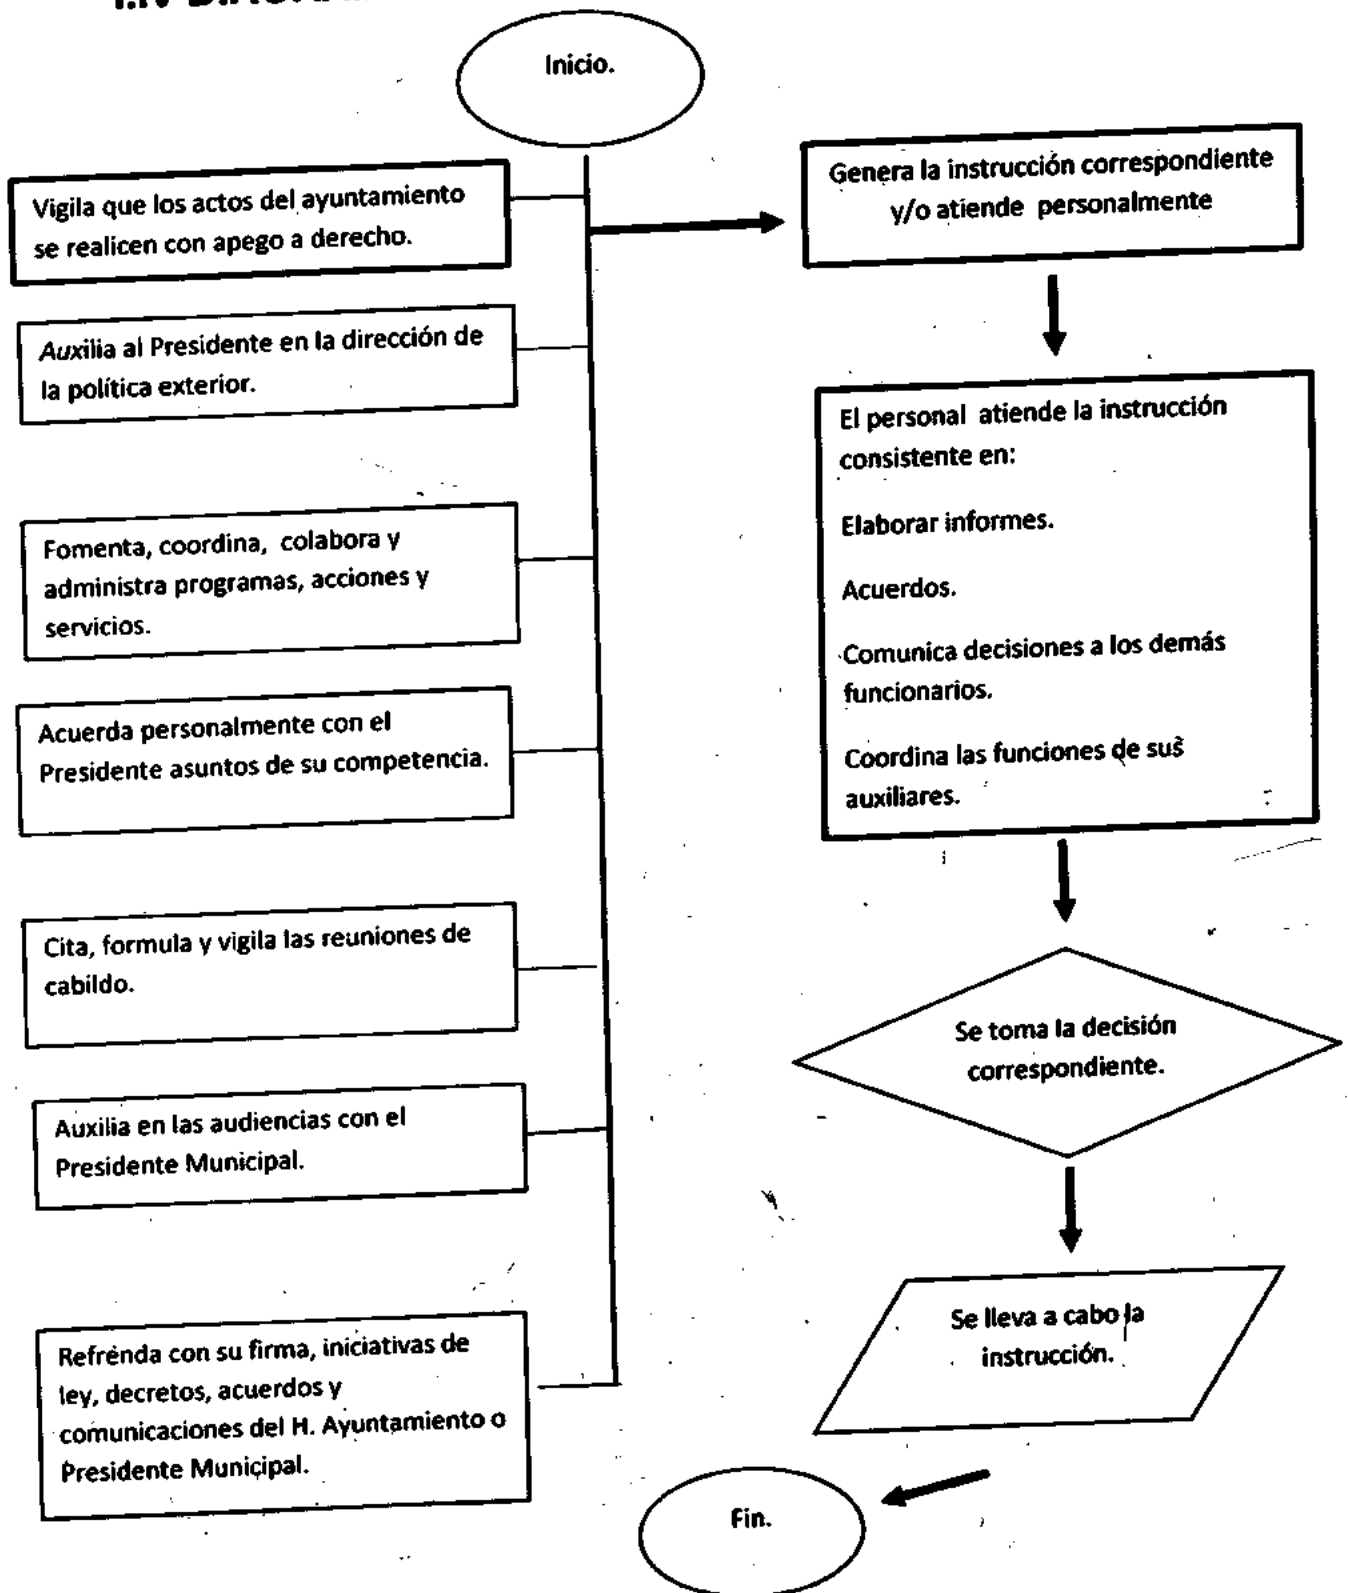 Inicio.
Vigila que los actos del ayuntamiento
se realicen con apego a derecho.
Auxilia al Presidente en la dirección de
la política exterior.
Fomenta, coordina, colabora y
administra programas, acciones y
servicios.
Acuerda personalmente con el
Presidente asuntos de su competencia.
Cita, formula y vigila las reuniones de
cabildo.
Auxilia en las audiencias con el
Presidente Municipal.
Refrenda con su firma, iniciativas de
ley, decretos, acuerdos y
comunicaciones del H. Ayuntamiento o
Presidente Municipal.
Genera la instrucción correspondiente
y/o atiende personalmente
El personal atiende la instrucción
consistente en:
Elaborar informes.
Acuerdos.
Comunica decisiones a los demás
funcionarios.
Coordina las funciones de sus
auxiliares.
Se toma la decisión
correspondiente.
Se lleva a cabo la
instrucción.
Fin.